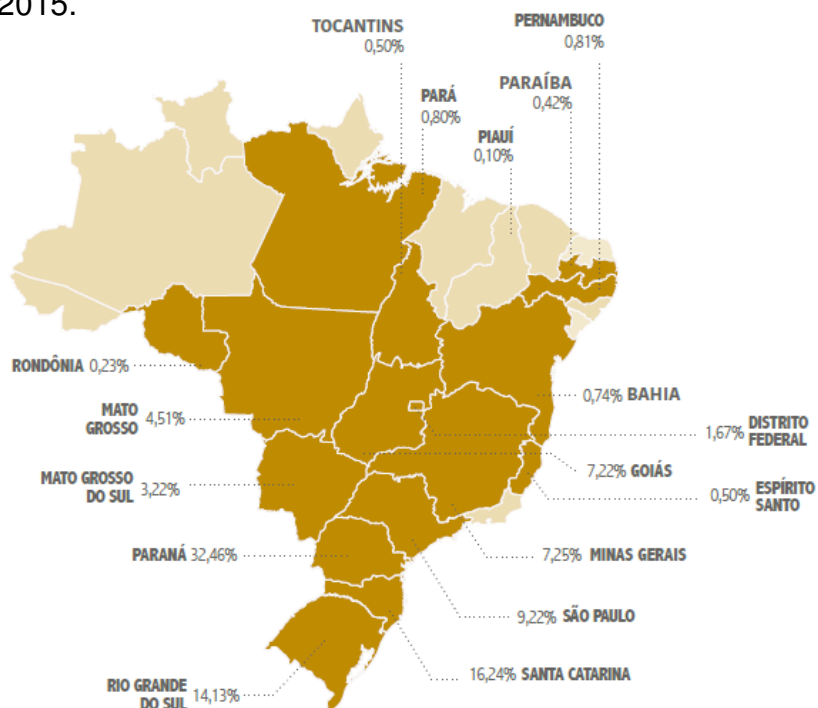 2015.
TOCANTINS
0,50%
PERNAMBUCO
0,81%
PARÁ
0,80%
PARAÍBA
0,42%
PIAUÍ
0,10%
RONDÔNIA 0,23%
0,74% BAHIA
MATO
GROSSO 4,51%
1,67% DISTRITO
FEDERAL
MATO GROSSO
DO SUL 3,22%
7,22% GOIÁS
0,50% ESPÍRITO
SANTO
PARANÁ 32,46%
7,25% MINAS GERAIS
9,22% SÃO PAULO
16,24% SANTA CATARINA
RIO GRANDE
DO SUL 14,13%